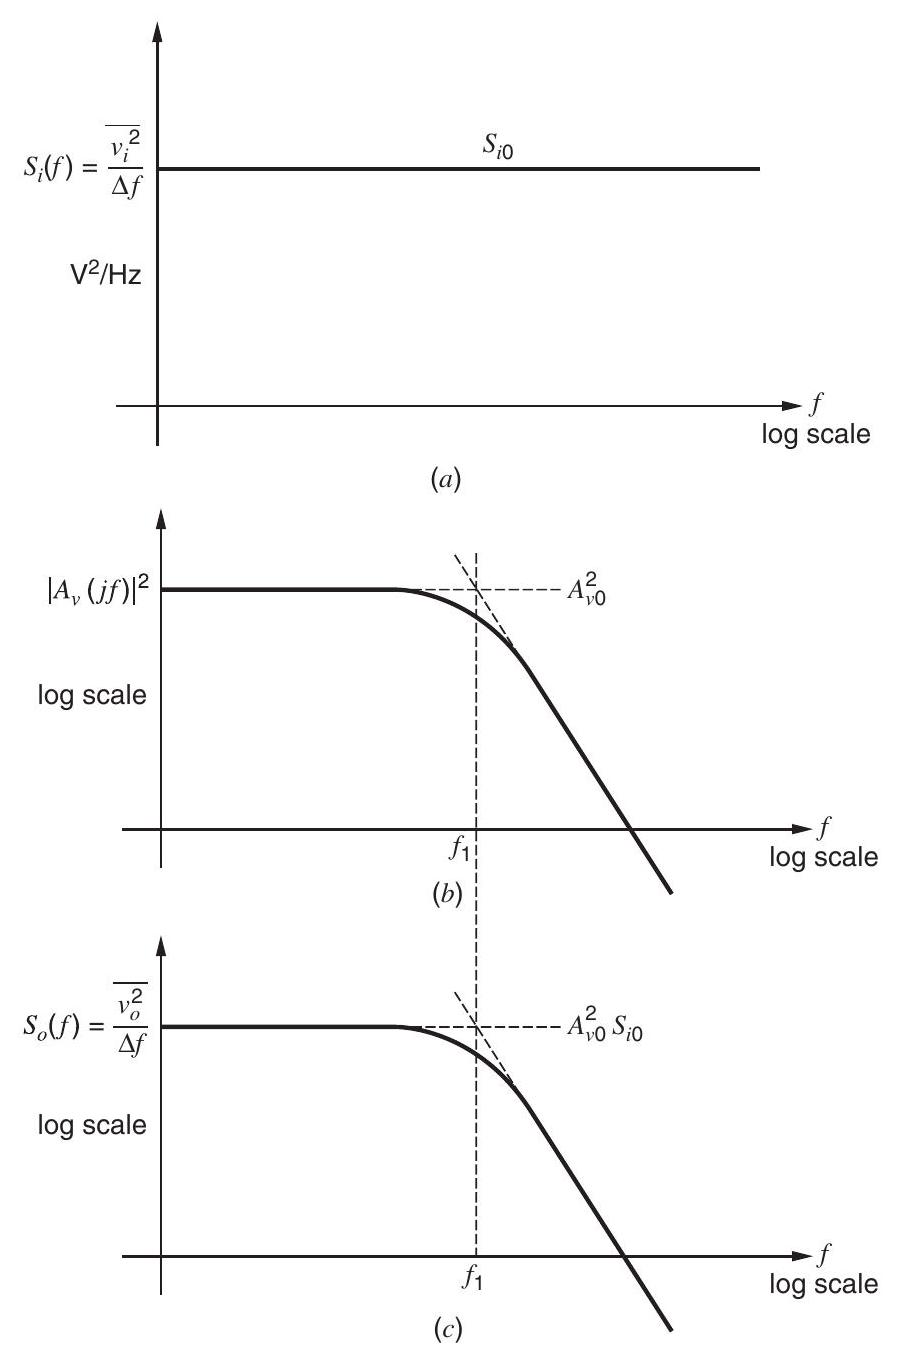 S_i(f) = \overline{v_i^2}/Δf
S_{i0}
V²/Hz
f
log scale
(a)
|A_v (jf)|²
A_{v0}^2
log scale
f_1
f
log scale
(b)
S_o(f) = \overline{v_o^2}/Δf
A_{v0}^2 S_{i0}
log scale
f
f_1
log scale
(c)